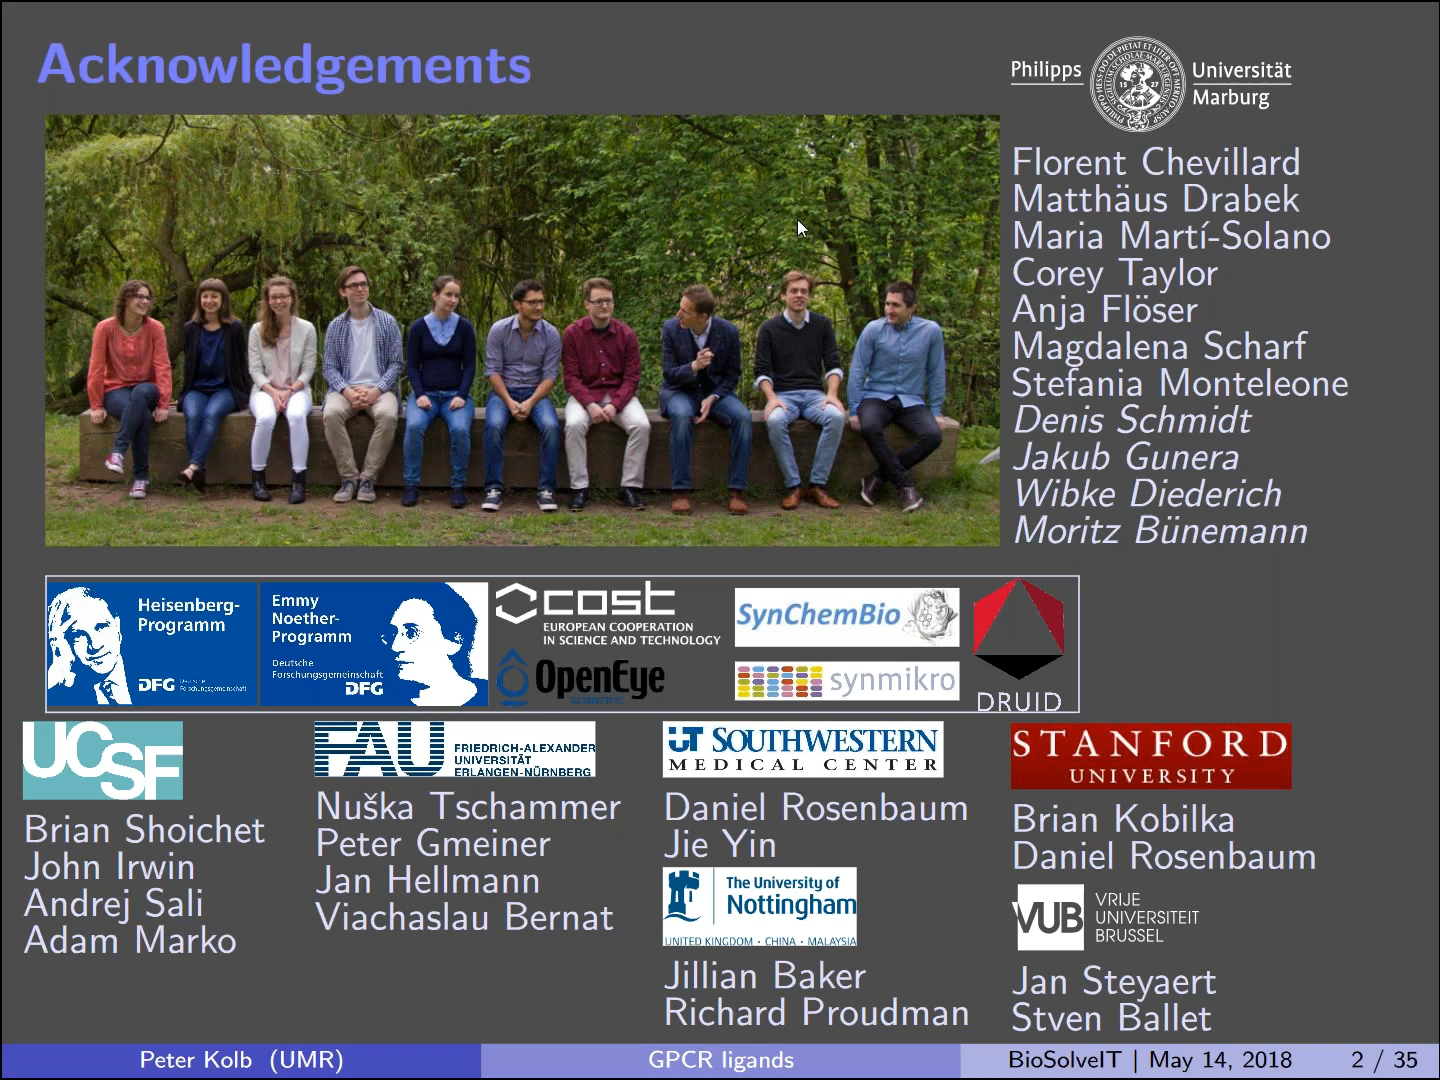 Acknowledgements
Philipps
Universität
Marburg
Florent Chevillard
Matthäus Drabek
Maria Martí-Solano
Corey Taylor
Anja Flöser
Magdalena Scharf
Stefania Monteleone
Denis Schmidt
Jakub Gunera
Wibke Diederich
Moritz Bünemann
Heisenberg-
Programm
DFG Deutsche
Forschungsgemeinschaft
Emmy
Noether-
Programm
Deutsche
Forschungsgemeinschaft
DFG
cost
EUROPEAN COOPERATION
IN SCIENCE AND TECHNOLOGY
OpenEye
SCIENTIFIC
SynChemBio
synmikro
DRUID
UCSF
Brian Shoichet
John Irwin
Andrej Sali
Adam Marko
FAU
FRIEDRICH-ALEXANDER
UNIVERSITÄT
ERLANGEN-NÜRNBERG
Nuška Tschammer
Peter Gmeiner
Jan Hellmann
Viachaslau Bernat
UT SOUTHWESTERN
MEDICAL CENTER
Daniel Rosenbaum
Jie Yin
The University of
Nottingham
UNITED KINGDOM · CHINA · MALAYSIA
Jillian Baker
Richard Proudman
STANFORD
UNIVERSITY
Brian Kobilka
Daniel Rosenbaum
VUB
VRIJE
UNIVERSITEIT
BRUSSEL
Jan Steyaert
Stven Ballet
Peter Kolb (UMR)
GPCR ligands
BioSolveIT | May 14, 2018
2 / 35